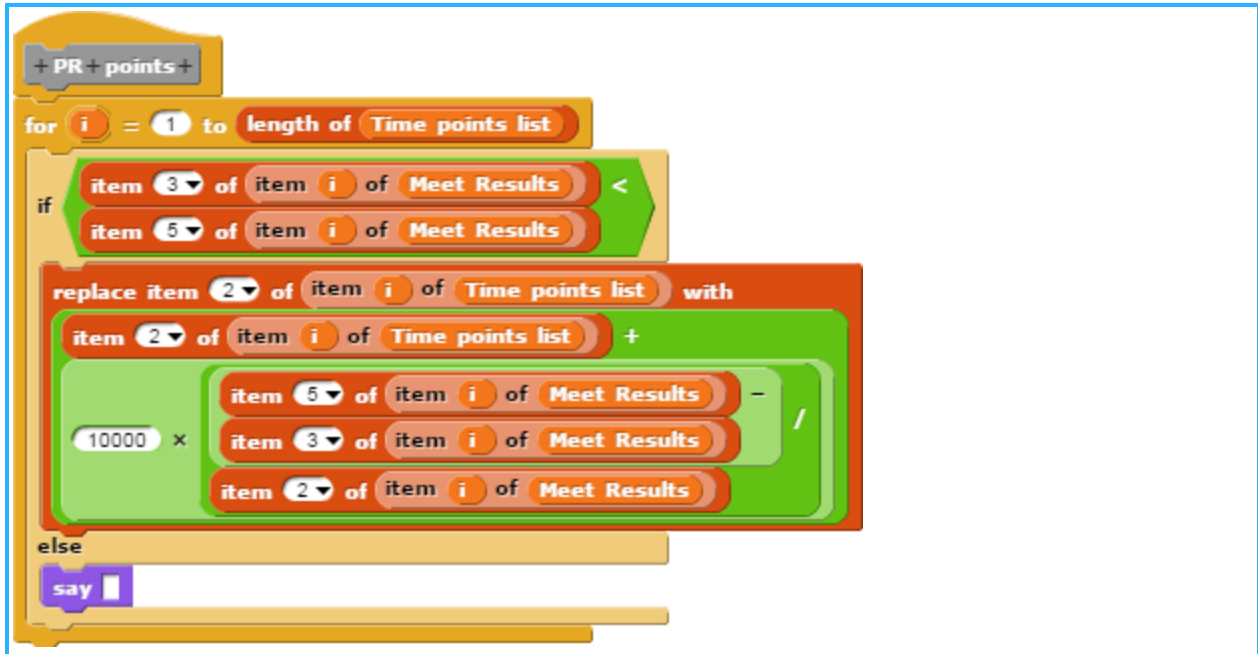 + PR + points +
for i = 1 to length of Time points list
item 3 of item i of Meet Results <
if
item 5 of item i of Meet Results
replace item 2 of item i of Time points list with
item 2 of item i of Time points list +
item 5 of item i of Meet Results -
10000 × item 3 of item i of Meet Results /
item 2 of item i of Meet Results
else
say